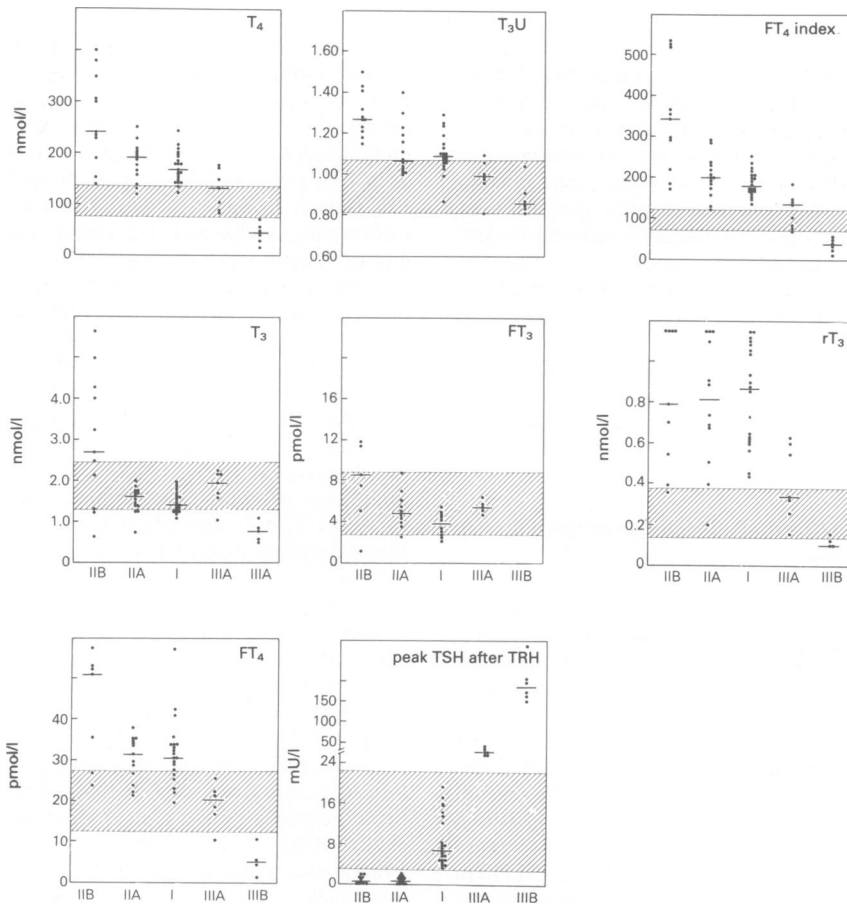 T4
nmol/l
300
200
100
0
T3U
1.60
1.40
1.20
1.00
0.80
0.60
FT4 index
nmol/l
500
400
300
200
100
0
T3
nmol/l
4.0
3.0
2.0
1.0
0
IIB IIA I IIIA IIIA
FT3
pmol/l
16
12
8
4
0
IIB IIA I IIIA IIIB
rT3
nmol/l
0.8
0.6
0.4
0.2
0
IIB IIA I IIIA IIIB
FT4
pmol/l
40
30
20
10
0
IIB IIA I IIIA IIIB
peak TSH after TRH
mU/l
150
100
50
24
16
8
0
IIB IIA I IIIA IIIB